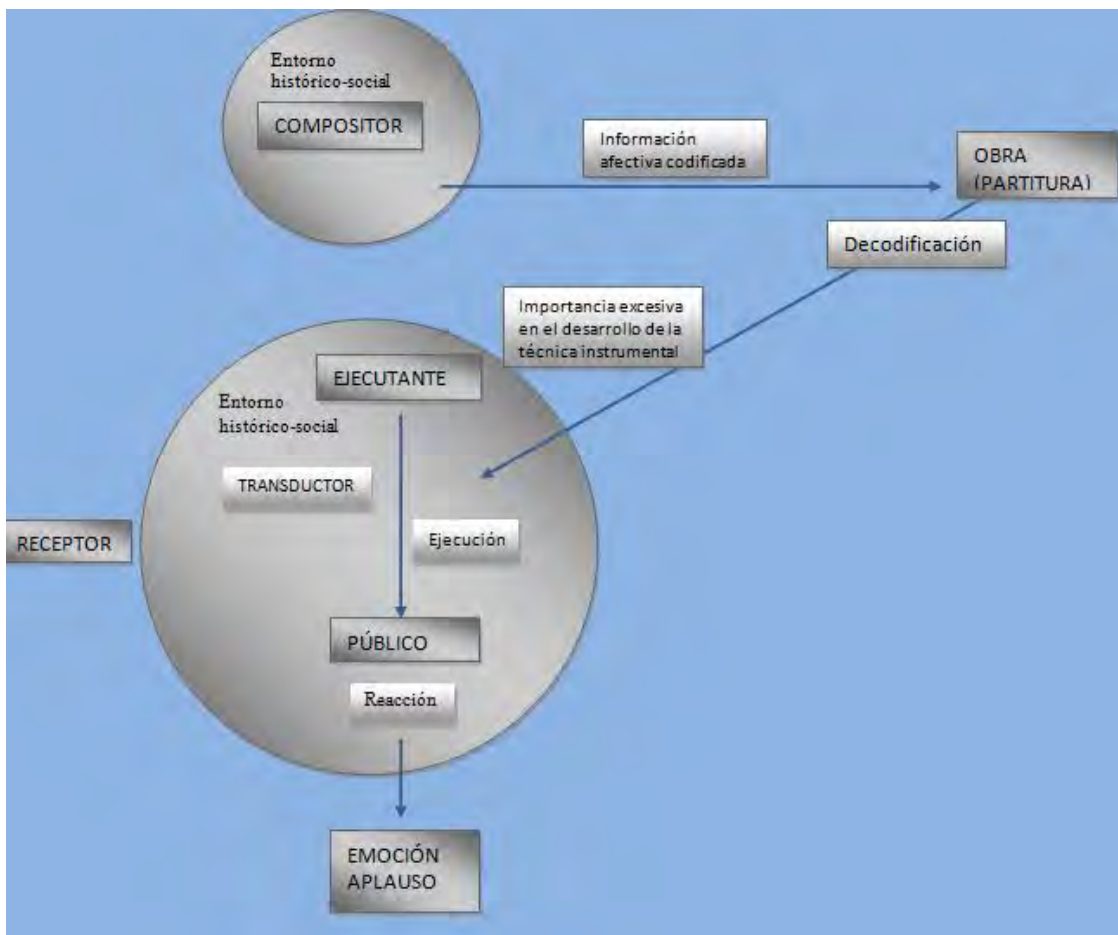 Entorno
histórico-social
COMPOSITOR
Información
afectiva codificada
OBRA
(PARTITURA)
Decodificación
Importancia excesiva
en el desarrollo de la
técnica instrumental
EJECUTANTE
Entorno
histórico-social
TRANSDUCTOR
Ejecución
RECEPTOR
PÚBLICO
Reacción
EMOCIÓN
APLAUSO